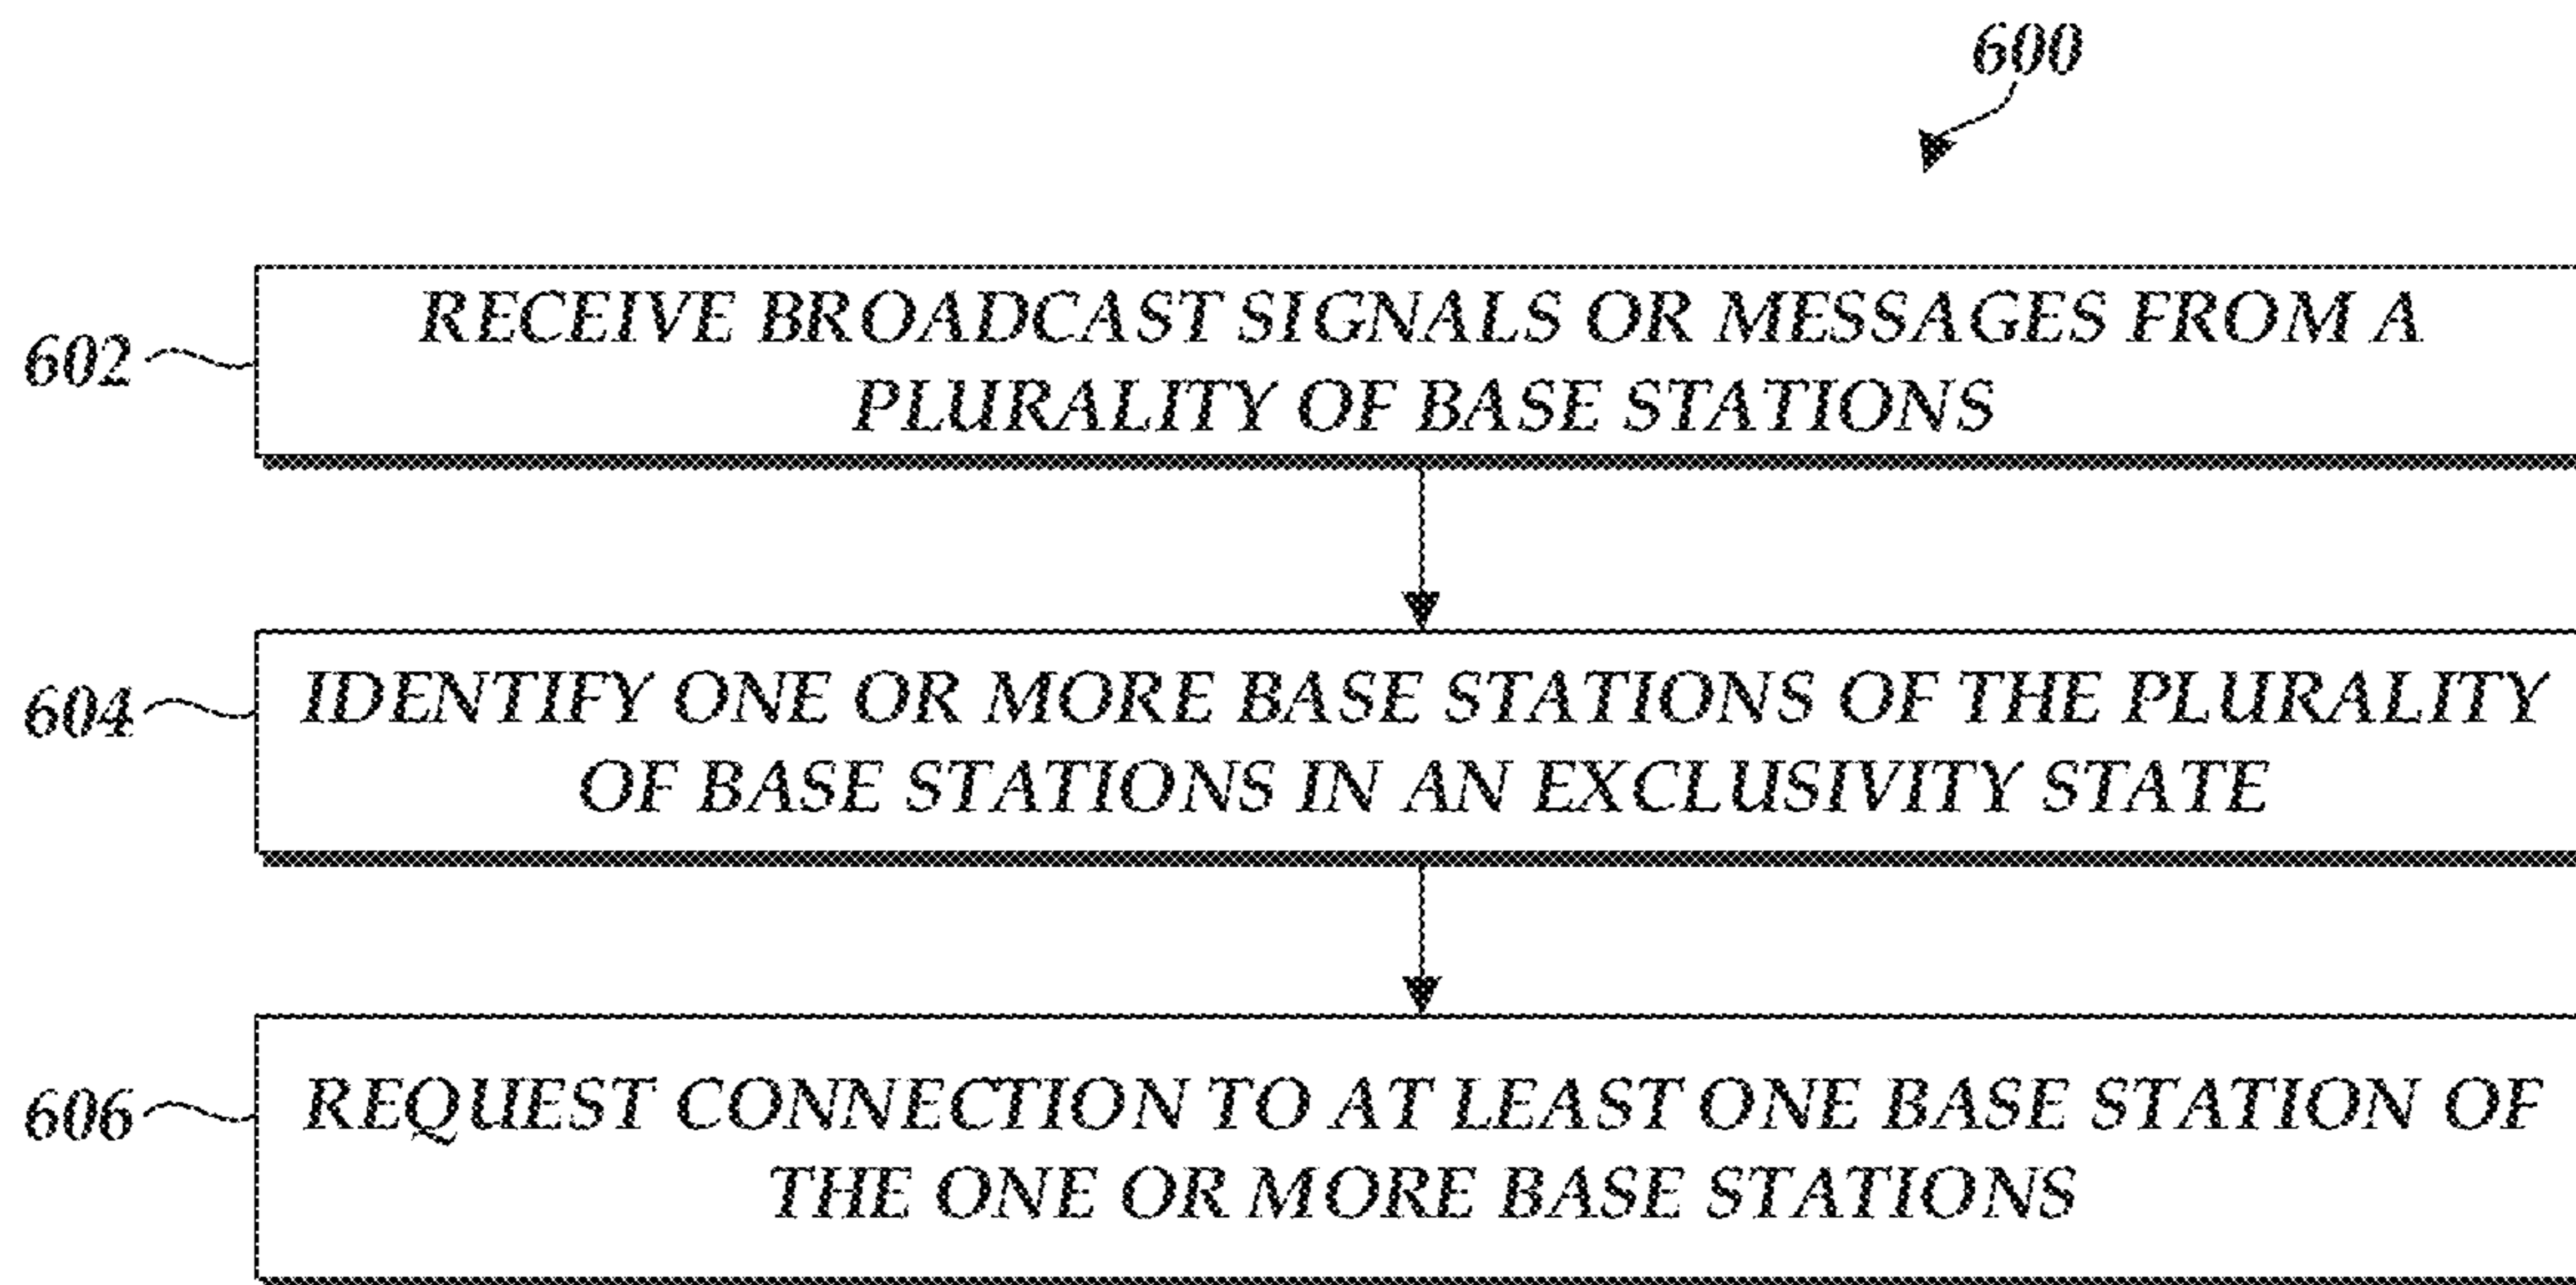 600
602
RECEIVE BROADCAST SIGNALS OR MESSAGES FROM A
PLURALITY OF BASE STATIONS
604
IDENTIFY ONE OR MORE BASE STATIONS OF THE PLURALITY
OF BASE STATIONS IN AN EXCLUSIVITY STATE
606
REQUEST CONNECTION TO AT LEAST ONE BASE STATION OF
THE ONE OR MORE BASE STATIONS